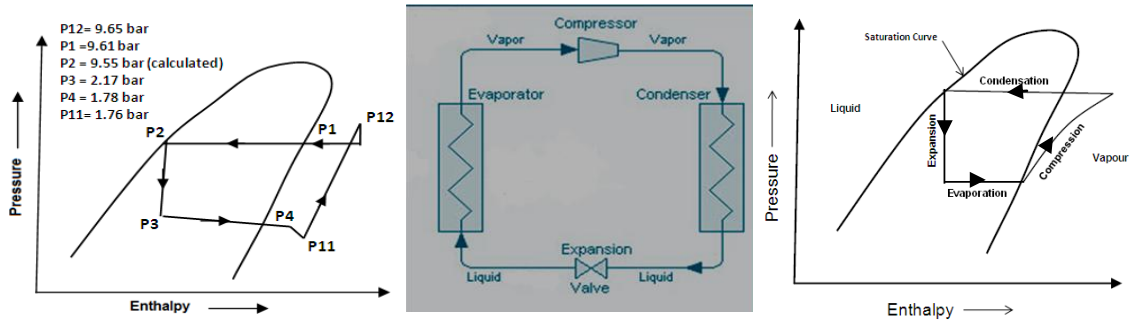 P12= 9.65 bar
P1 =9.61 bar
P2 = 9.55 bar (calculated)
P3 = 2.17 bar
P4 = 1.78 bar
P11= 1.76 bar
P2
P1
P12
P3
P4
P11
Pressure
Enthalpy
Compressor
Vapor
Vapor
Evaporator
Condenser
Expansion
Valve
Liquid
Liquid
Saturation Curve
Condensation
Liquid
Expansion
Compression
Vapour
Evaporation
Pressure
Enthalpy